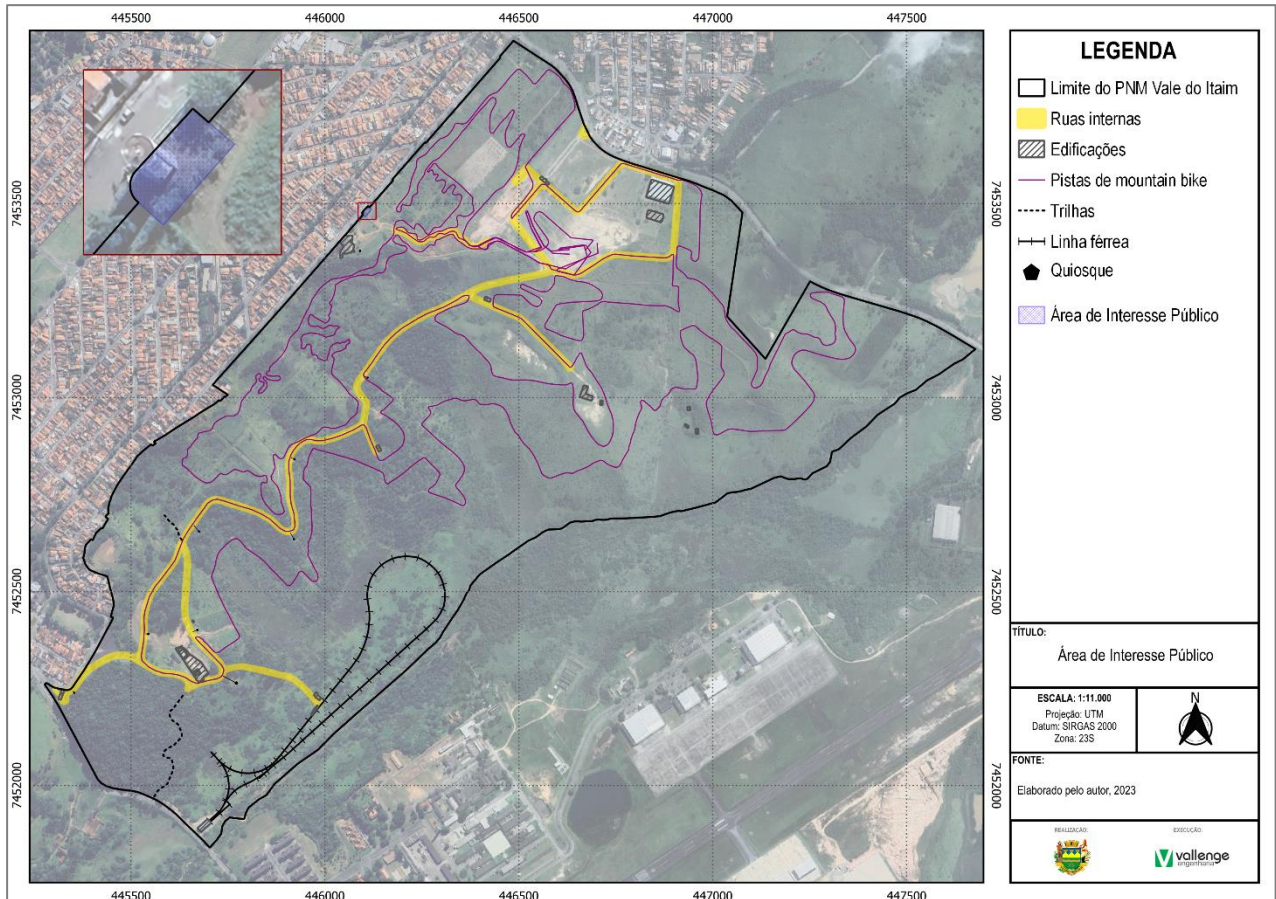 445500 446000 446500 447000 447500
7453500
7453000
7452500
7452000
7453500
7453000
7452500
7452000
445500 446000 446500 447000 447500
LEGENDA
Limite do PNM Vale do Itaim
Ruas internas
Edificações
Pistas de mountain bike
Trilhas
Linha férrea
Quiosque
Área de Interesse Público
TÍTULO:
Área de Interesse Público
ESCALA: 1:11.000
Projeção: UTM
Datum: SIRGAS 2000
Zona: 23S
N
FONTE:
Elaborado pelo autor, 2023
REALIZAÇÃO:
EXECUÇÃO
vallenge
engenharia